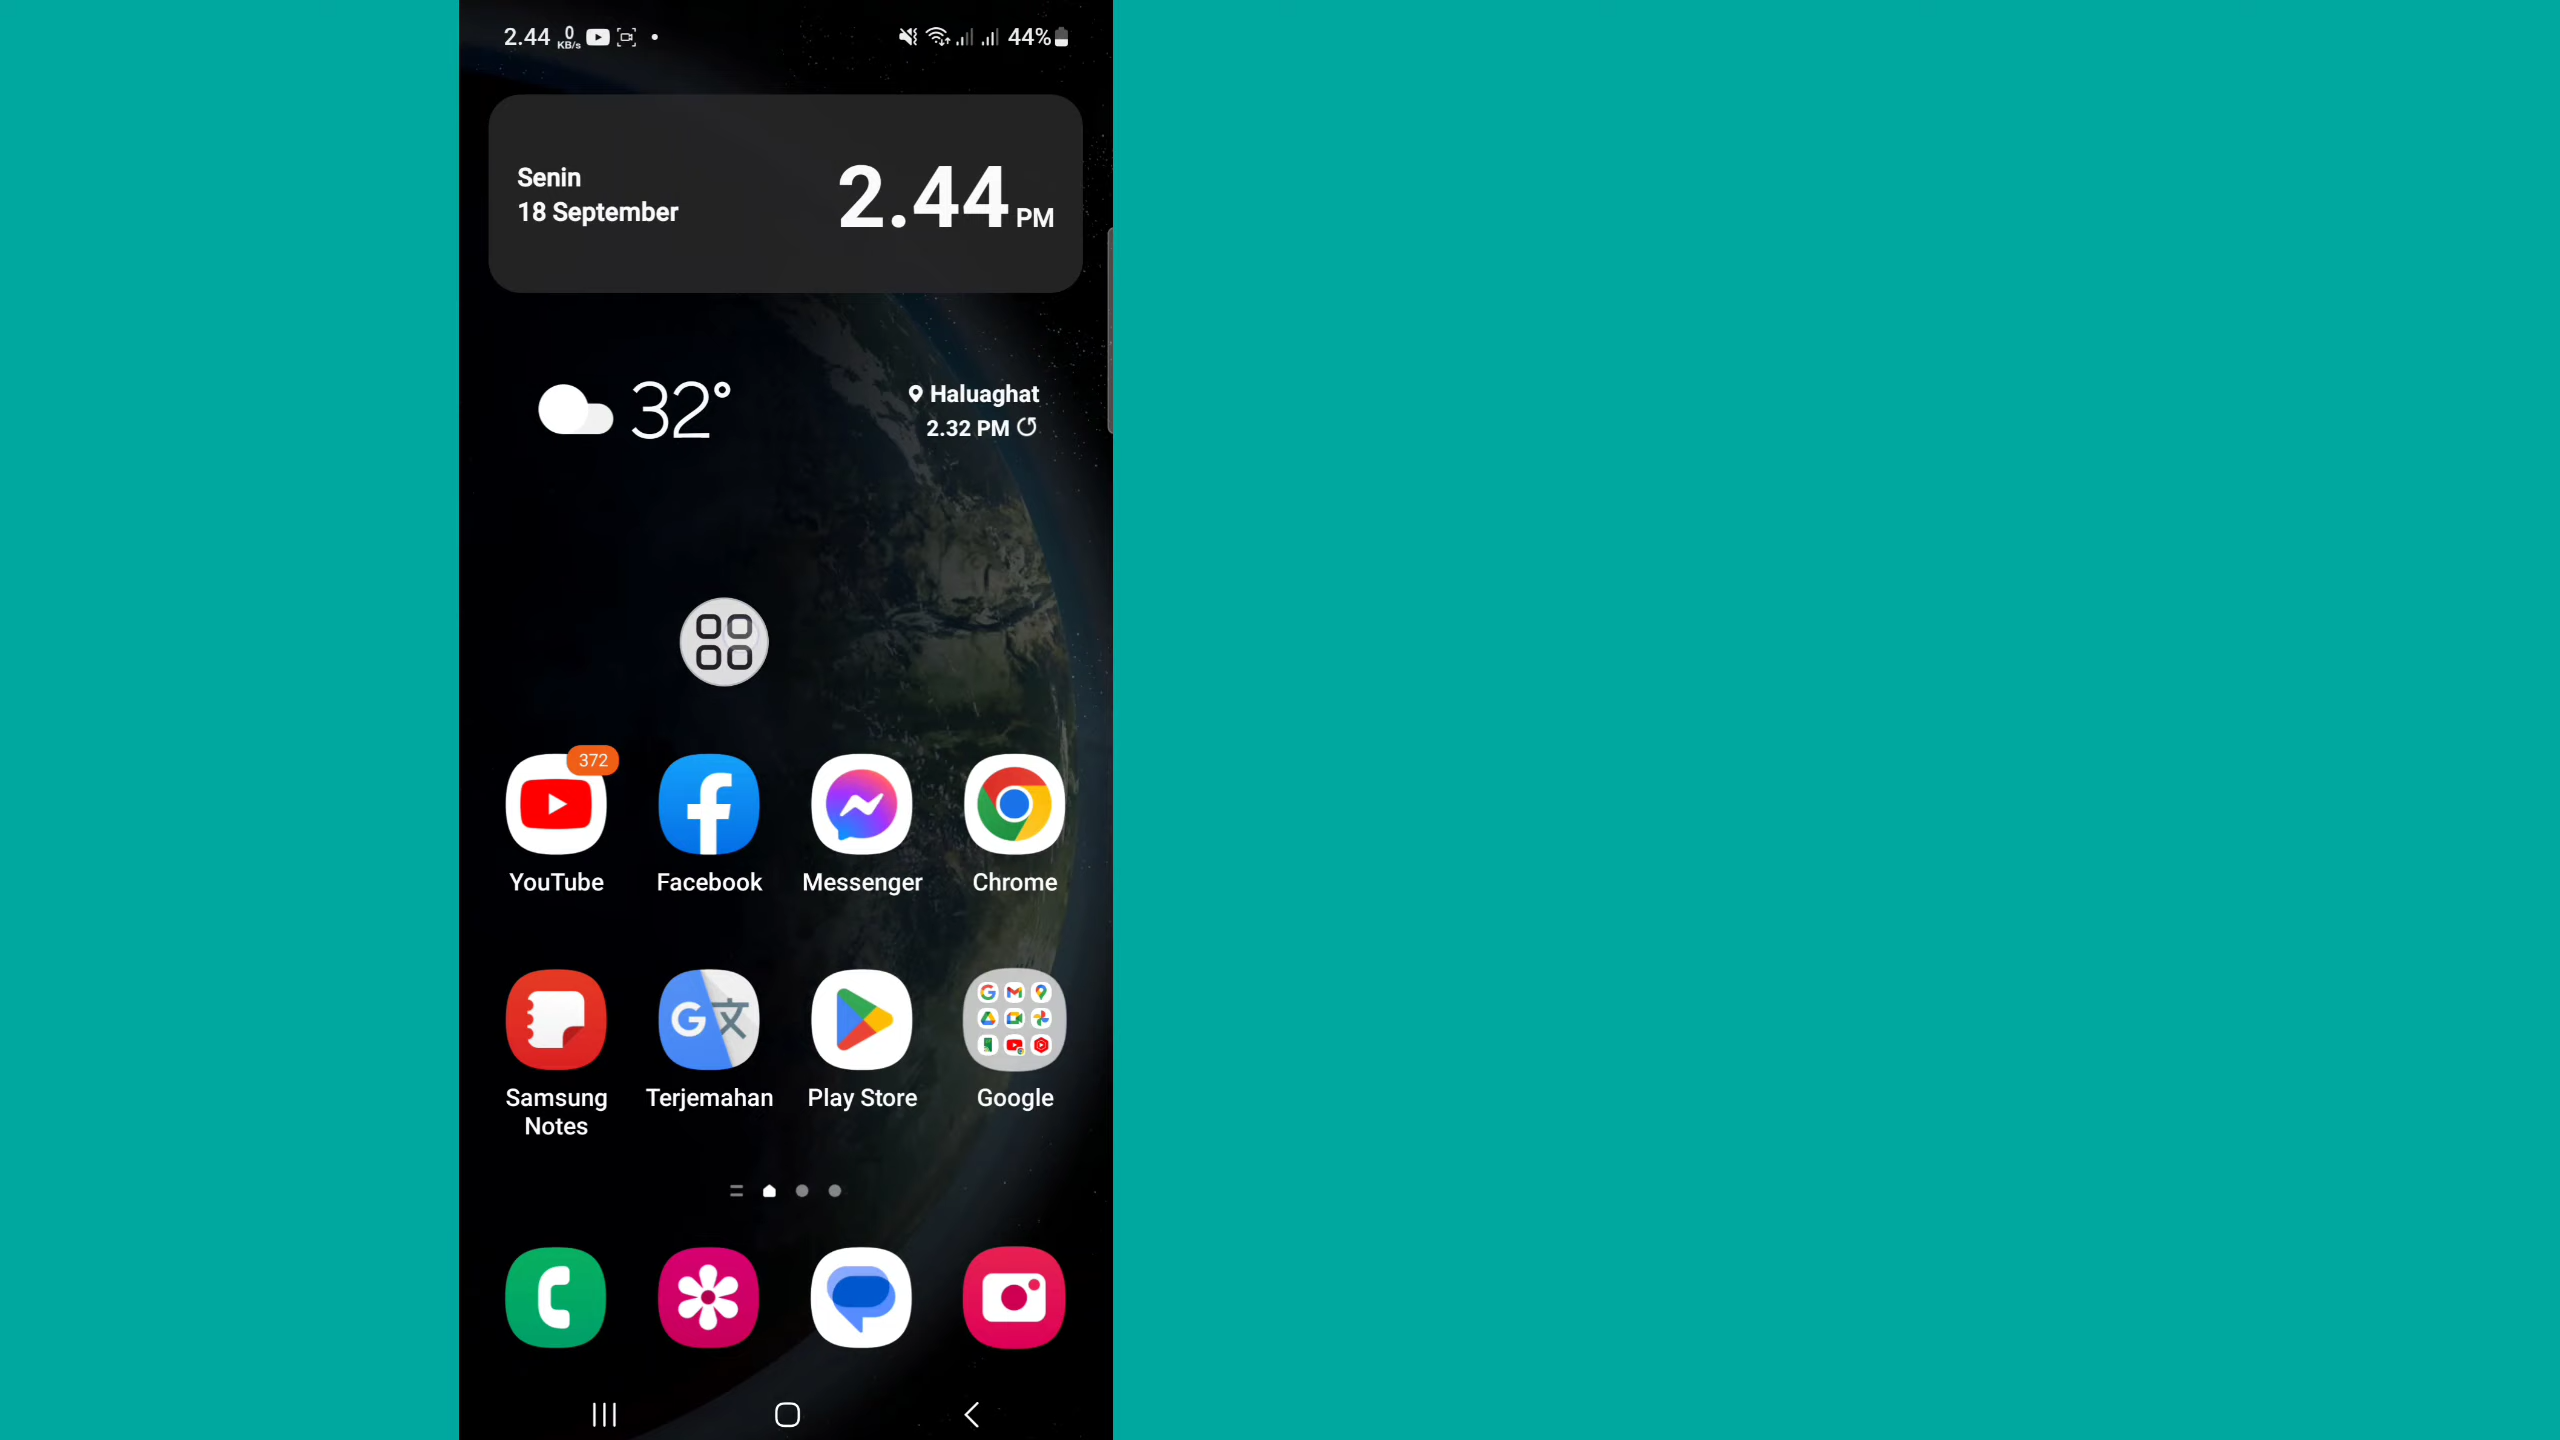 2.44 0 KB/s 44%
Senin
18 September
2.44 PM
32°
Haluaghat
2.32 PM
372
YouTube Facebook Messenger Chrome
Samsung Notes Terjemahan Play Store Google